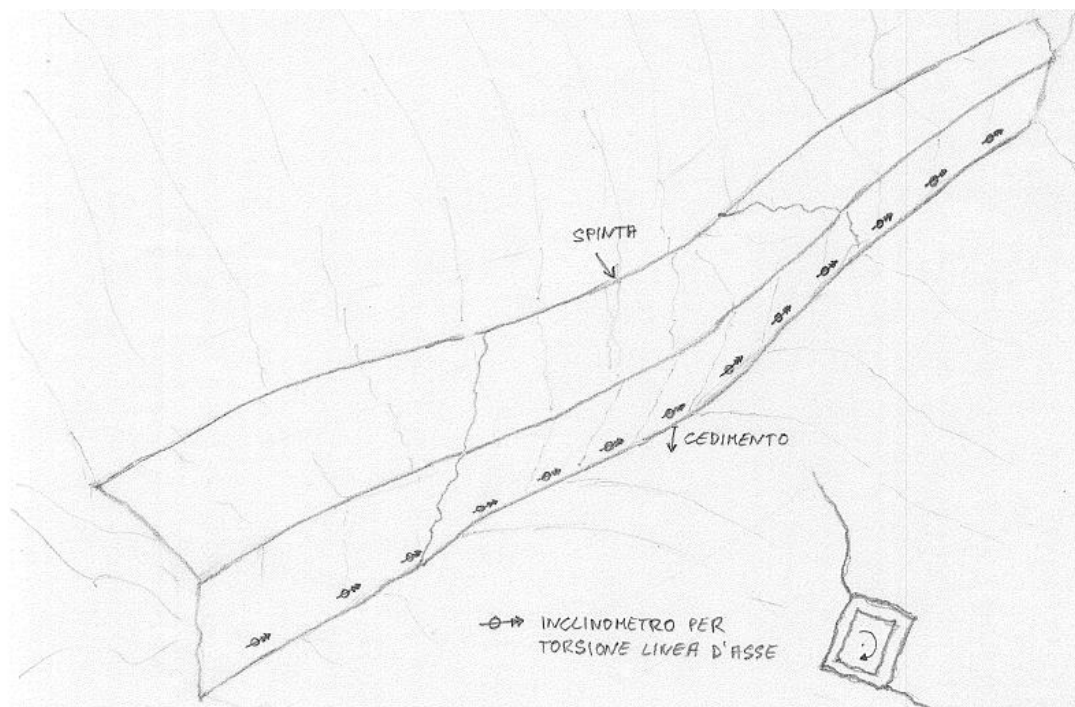 SPINTA
CEDIMENTO
INCLINOMETRO PER
TORSIONE LINEA D'ASSE